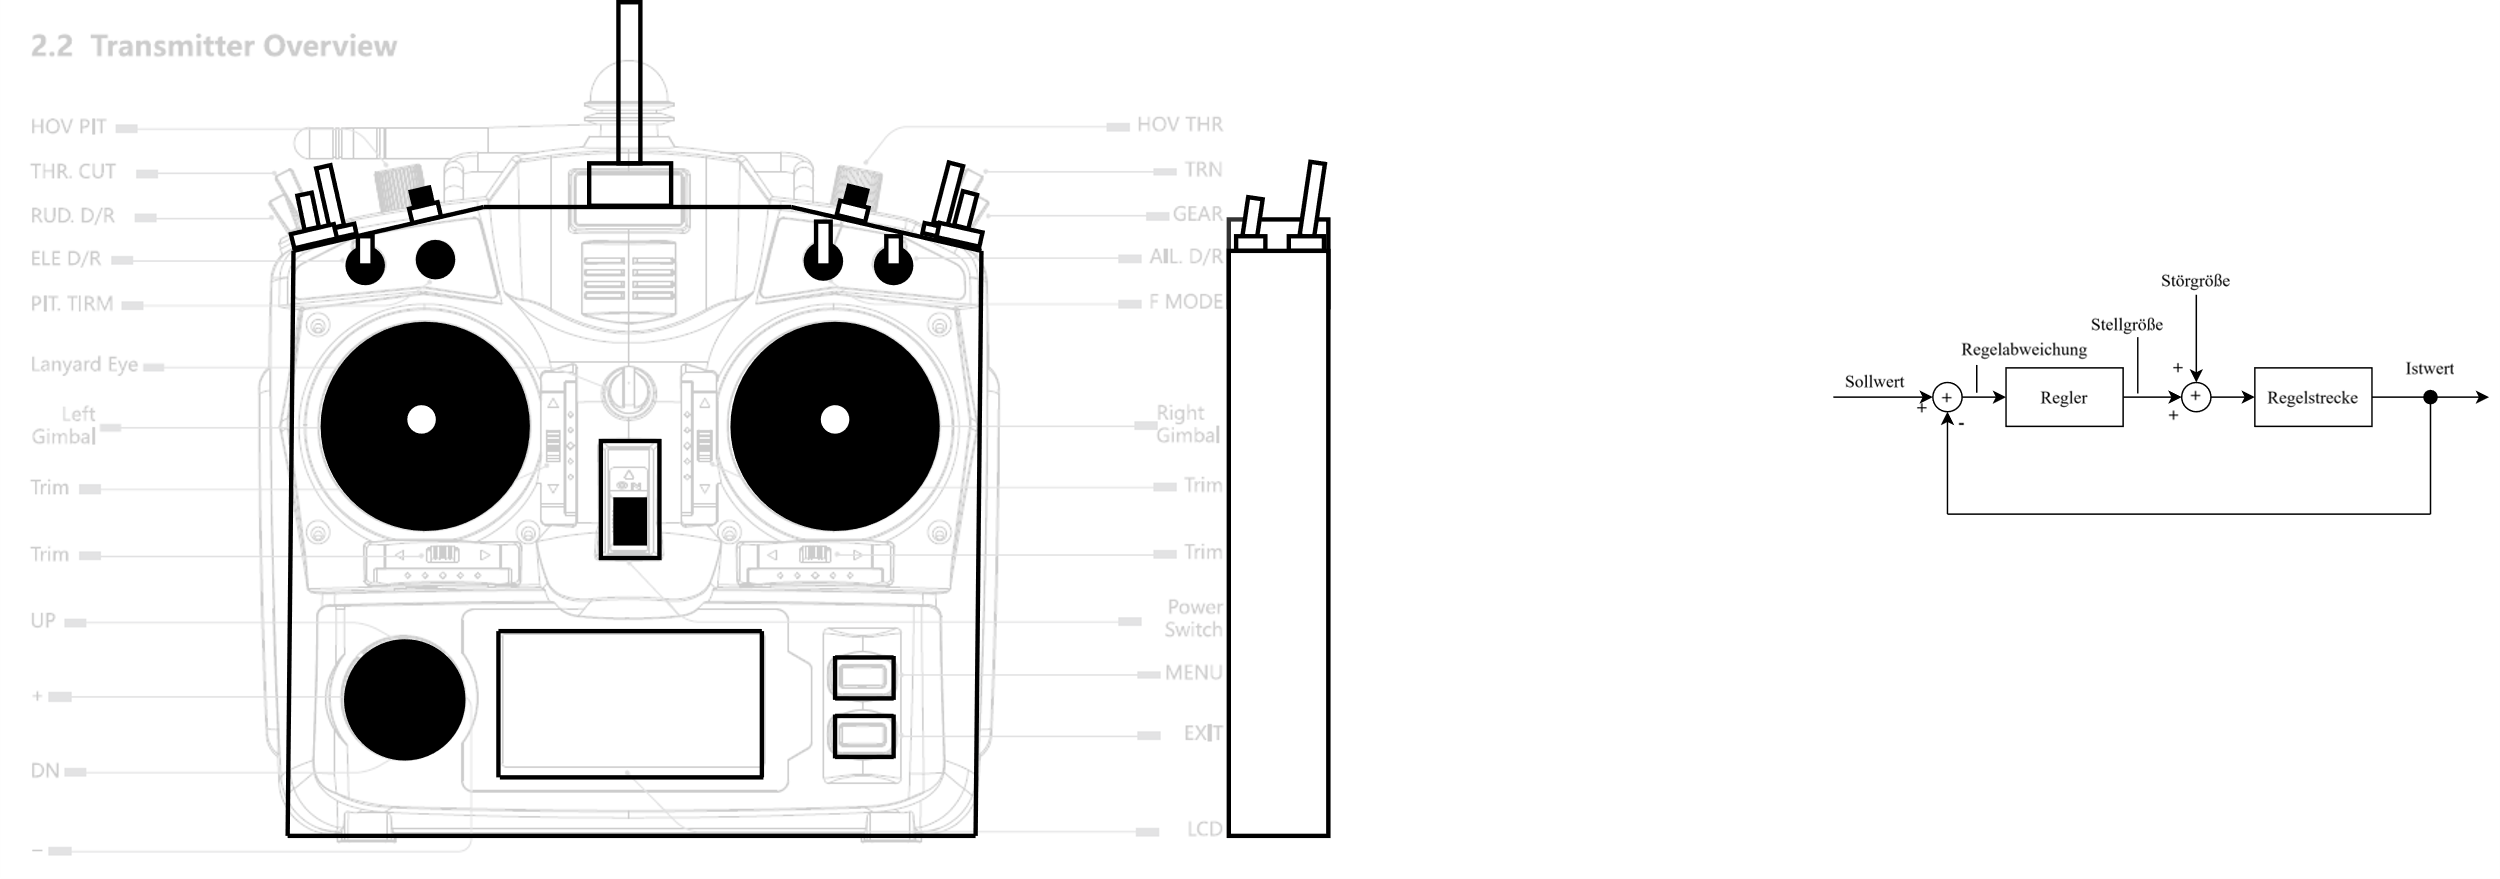 2.2 Transmitter Overview
HOV PIT
THR. CUT
RUD. D/R
ELE D/R
PIT. TIRM
Lanyard Eye
Left
Gimbal
Trim
Trim
UP
+
DN
–
HOV THR
TRN
GEAR
AIL. D/R
F MODE
Right
Gimbal
Trim
Trim
Power
Switch
MENU
EXIT
LCD
Störgröße
Stellgröße
Regelabweichung
Sollwert
Regler
Regelstrecke
Istwert
+
+
-
+
+
+